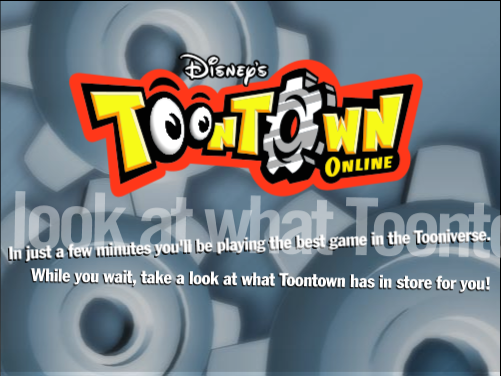 Disney's
TOONTOWN
ONLINE
look at what Toonto
In just a few minutes you'll be playing the best game in the Tooniverse.
While you wait, take a look at what Toontown has in store for you!